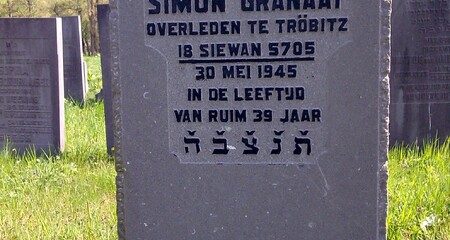 SIMON GRANAAT
OVERLEDEN TE TRÖBITZ
18 SIEWAN 5705
30 MEI 1945
IN DE LEEFTIJD
VAN RUIM 39 JAAR
ת̌נ̌צ̌ב̌ה̌